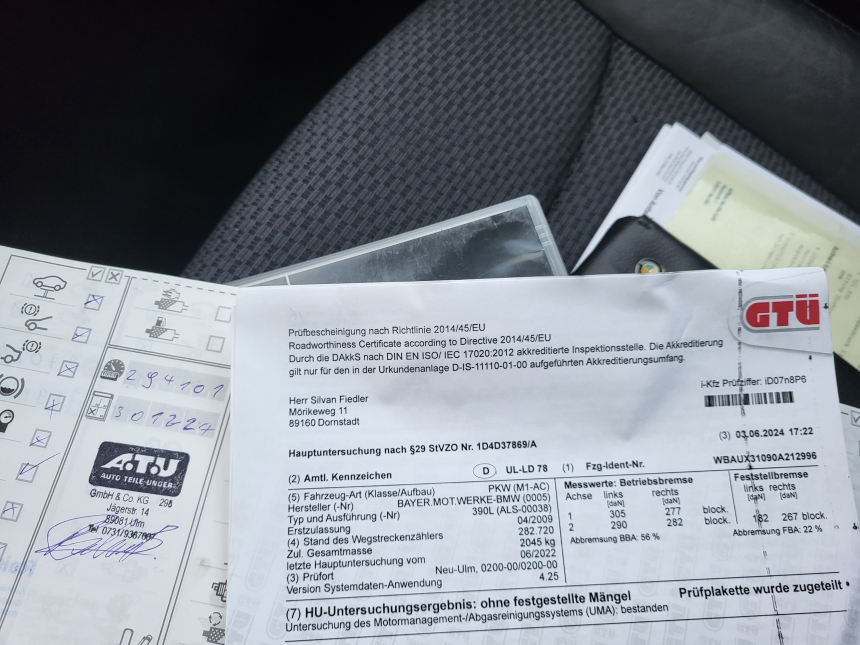 294101
301224
A.T.U
AUTO TEILE UNGER
GmbH & Co. KG 298
Jägerstr. 14
89081 Ulm
Tel. 0731/9367
GTÜ
Prüfbescheinigung nach Richtlinie 2014/45/EU
Roadworthiness Certificate according to Directive 2014/45/EU
Durch die DAkkS nach DIN EN ISO/ IEC 17020:2012 akkreditierte Inspektionsstelle. Die Akkreditierung
gilt nur für den in der Urkundenanlage D-IS-11110-01-00 aufgeführten Akkreditierungsumfang.
i-Kfz Prüfziffer: iD07n8P6
Herr Silvan Fiedler
Mörikeweg 11
89160 Dornstadt
(3) 03.06.2024 17:22
Hauptuntersuchung nach §29 StVZO Nr. 1D4D37869/A
(2) Amtl. Kennzeichen D UL-LD 78 (1) Fzg-Ident-Nr. WBAUX31090A212996
(5) Fahrzeug-Art (Klasse/Aufbau) PKW (M1-AC)
Hersteller (-Nr) BAYER.MOT.WERKE-BMW (0005)
Typ und Ausführung (-Nr) 390L (ALS-00038)
Erstzulassung 04/2009
(4) Stand des Wegstreckenzählers 282.720
Zul. Gesamtmasse 2045 kg
letzte Hauptuntersuchung vom 06/2022
(3) Prüfort Neu-Ulm, 0200-00/0200-00
Version Systemdaten-Anwendung 4.25
Messwerte: Betriebsbremse Feststellbremse
Achse links rechts links rechts
[daN] [daN] [daN] [daN]
1 305 277 block.
2 290 282 block. 182 267 block.
Abbremsung BBA: 56 % Abbremsung FBA: 22 %
(7) HU-Untersuchungsergebnis: ohne festgestellte Mängel Prüfplakette wurde zugeteilt
Untersuchung des Motormanagement-/Abgasreinigungssystems (UMA): bestanden